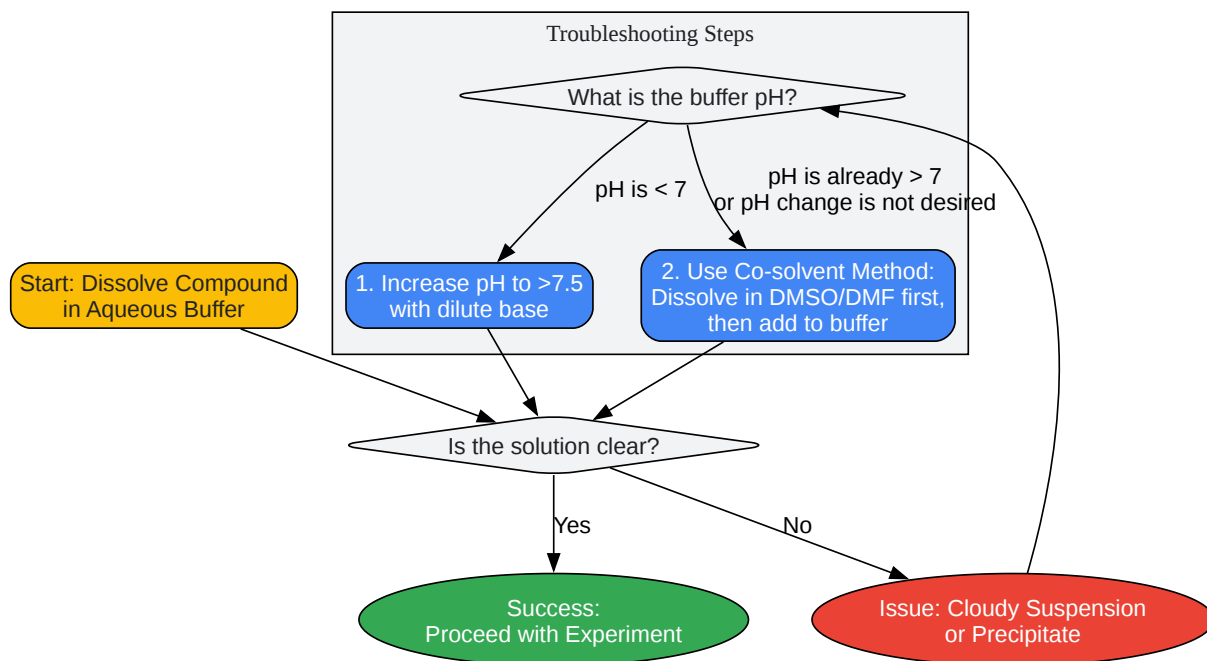 Troubleshooting Steps
What is the buffer pH?
pH is < 7
pH is already > 7
or pH change is not desired
Start: Dissolve Compound
in Aqueous Buffer
1. Increase pH to >7.5
with dilute base
2. Use Co-solvent Method:
Dissolve in DMSO/DMF first,
then add to buffer
Is the solution clear?
Yes
No
Success:
Proceed with Experiment
Issue: Cloudy Suspension
or Precipitate